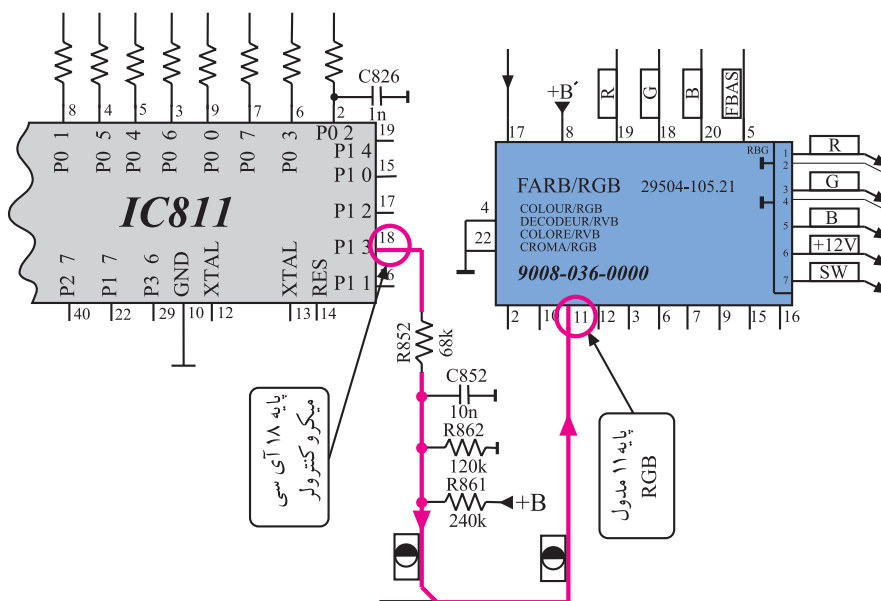 C826
1n
8 4 5 3 9 7 6 2
P0 1
P0 5
P0 4
P0 6
P0 0
P0 7
P0 3
P0 2
19
P1 4
15
P1 0
17
P1 2
18
P1 3
P1 1
6
IC811
P2 7
P1 7
P3 6
GND
XTAL
XTAL
RES
40 22 29 10 12 13 14
R852
68k
C852
10n
R862
120k
R861
240k
+B
پایه ۱۸ آی سی
میکرو کنترولر
+B´
R
G
B
FBAS
17 8 19 18 20 5
FARB/RGB 29504-105.21
COLOUR/RGB
DECODEUR/RVB
COLORE/RVB
CROMA/RGB
9008-036-0000
4
22
RBG
1
2
3
4
5
6
7
R
G
B
+12V
SW
2 10 11 12 3 6 7 9 15 16
پایه ۱۱ مدول
RGB